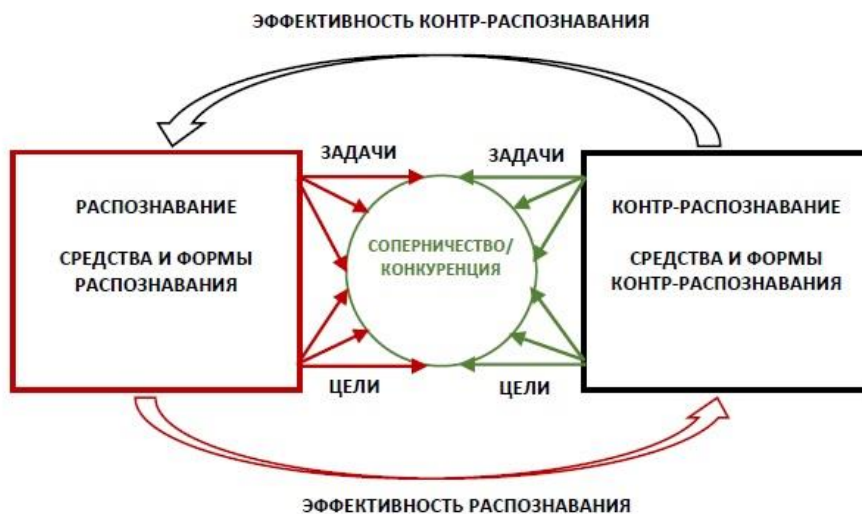 ЭФФЕКТИВНОСТЬ КОНТР-РАСПОЗНАВАНИЯ
ЗАДАЧИ
ЗАДАЧИ
РАСПОЗНАВАНИЕ
СРЕДСТВА И ФОРМЫ
РАСПОЗНАВАНИЯ
СОПЕРНИЧЕСТВО/
КОНКУРЕНЦИЯ
КОНТР-РАСПОЗНАВАНИЕ
СРЕДСТВА И ФОРМЫ
КОНТР-РАСПОЗНАВАНИЯ
ЦЕЛИ
ЦЕЛИ
ЭФФЕКТИВНОСТЬ РАСПОЗНАВАНИЯ